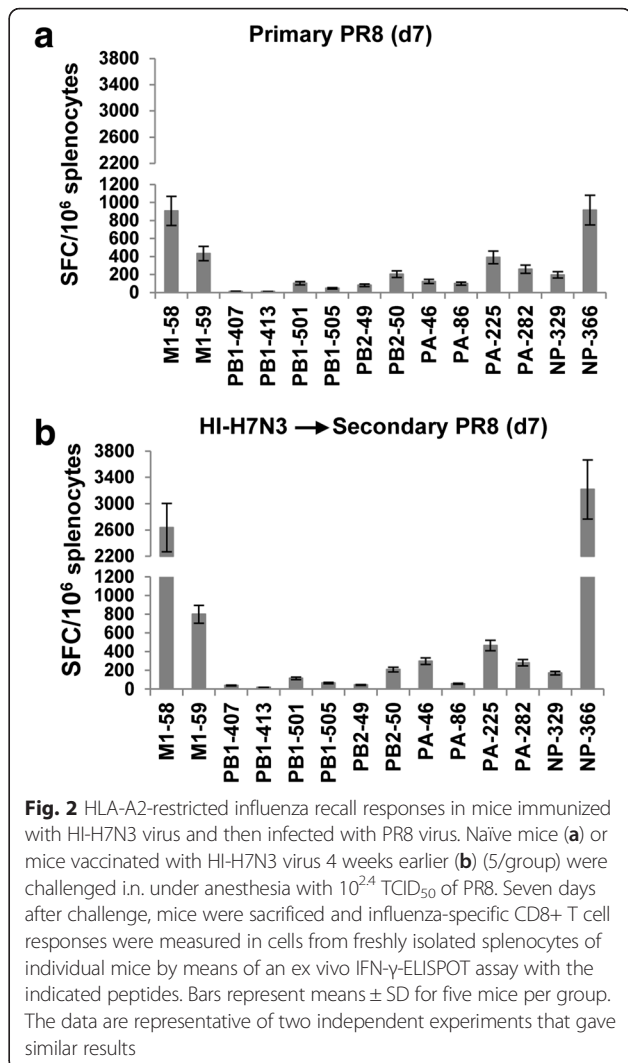 a
Primary PR8 (d7)
SFC/10⁶ splenocytes
3800
3400
3000
2600
2200
1200
1000
800
600
400
200
0
M1-58
M1-59
PB1-407
PB1-413
PB1-501
PB1-505
PB2-49
PB2-50
PA-46
PA-86
PA-225
PA-282
NP-329
NP-366
b
HI-H7N3 → Secondary PR8 (d7)
SFC/10⁶ splenocytes
3800
3400
3000
2600
2200
1200
1000
800
600
400
200
0
M1-58
M1-59
PB1-407
PB1-413
PB1-501
PB1-505
PB2-49
PB2-50
PA-46
PA-86
PA-225
PA-282
NP-329
NP-366
Fig. 2 HLA-A2-restricted influenza recall responses in mice immunized
with HI-H7N3 virus and then infected with PR8 virus. Naïve mice (a) or
mice vaccinated with HI-H7N3 virus 4 weeks earlier (b) (5/group) were
challenged i.n. under anesthesia with 10²·⁴ TCID₅₀ of PR8. Seven days
after challenge, mice were sacrificed and influenza-specific CD8+ T cell
responses were measured in cells from freshly isolated splenocytes of
individual mice by means of an ex vivo IFN-γ-ELISPOT assay with the
indicated peptides. Bars represent means ± SD for five mice per group.
The data are representative of two independent experiments that gave
similar results